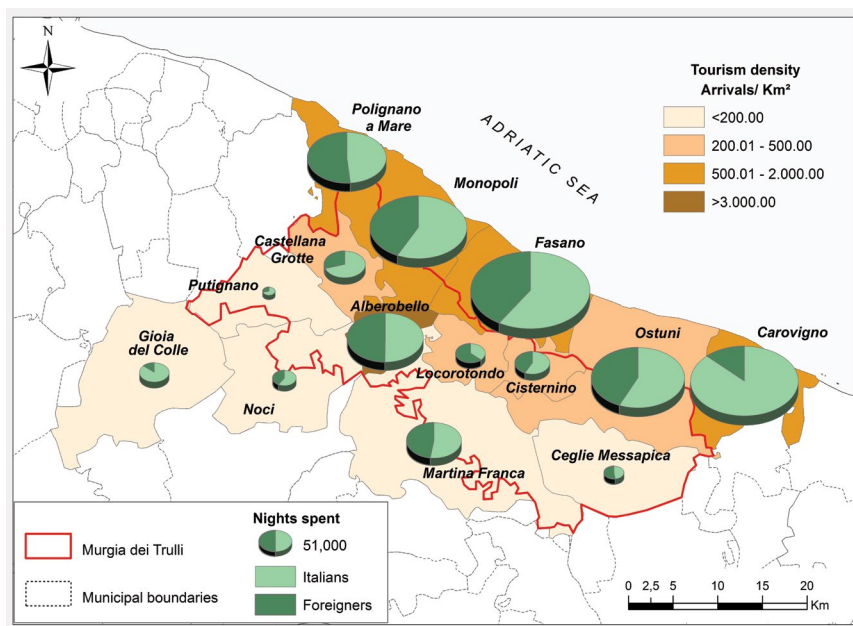 N
Tourism density
Arrivals/ Km²
<200.00
200.01 - 500.00
500.01 - 2.000.00
>3.000.00
ADRIATIC SEA
Polignano
a Mare
Monopoli
Fasano
Castellana
Grotte
Putignano
Alberobello
Gioia
del Colle
Ostuni
Carovigno
Locorotondo
Cisternino
Noci
Martina Franca
Ceglie Messapica
Murgia dei Trulli
Municipal boundaries
Nights spent
51,000
Italians
Foreigners
0 2,5 5 10 15 20
Km